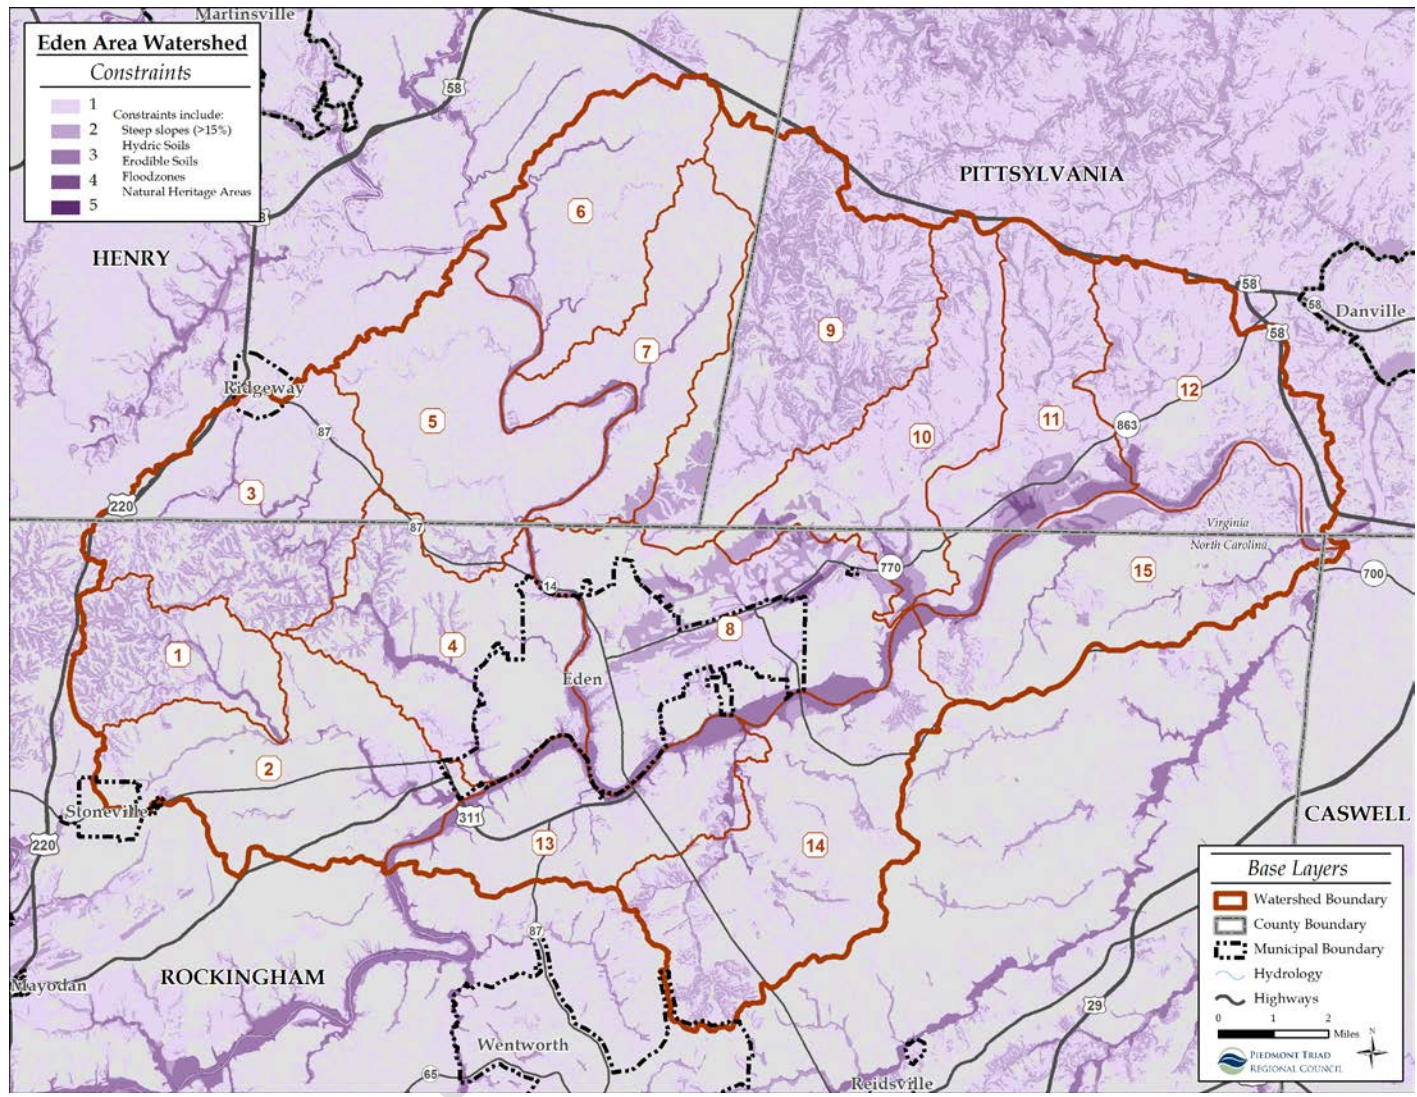 Martinsville
Eden Area Watershed
Constraints
1
2
3
4
5
Constraints include:
Steep slopes (>15%)
Hydric Soils
Erodible Soils
Floodzones
Natural Heritage Areas
58
PITTSYLVANIA
6
HENRY
58
58
Danville
58
9
7
Ridgeway
12
5
87
11
10
863
3
220
87
Virginia
North Carolina
14
770
15
700
8
4
1
Eden
2
Stoneville
311
220
13
14
CASWELL
87
ROCKINGHAM
Mayodan
29
Wentworth
65
Reidsville
Base Layers
Watershed Boundary
County Boundary
Municipal Boundary
Hydrology
Highways
0 1 2
Miles
N
PIEDMONT TRIAD
REGIONAL COUNCIL